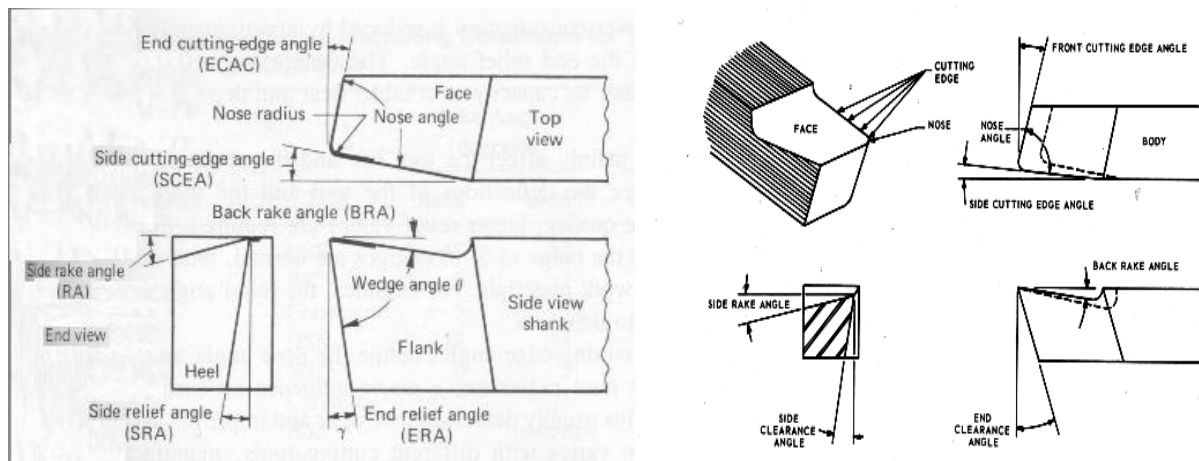 End cutting-edge angle
(ECAC)
Face
Nose radius
Nose angle
Top
view
Side cutting-edge angle
(SCEA)
Back rake angle (BRA)
Side rake angle
(RA)
Wedge angle θ
Side view
shank
End view
Flank
Heel
Side relief angle
(SRA)
End relief angle
(ERA)
FRONT CUTTING EDGE ANGLE
CUTTING
EDGE
FACE
NOSE
NOSE
ANGLE
BODY
SIDE CUTTING EDGE ANGLE
BACK RAKE ANGLE
SIDE RAKE ANGLE
SIDE
CLEARANCE
ANGLE
END
CLEARANCE
ANGLE